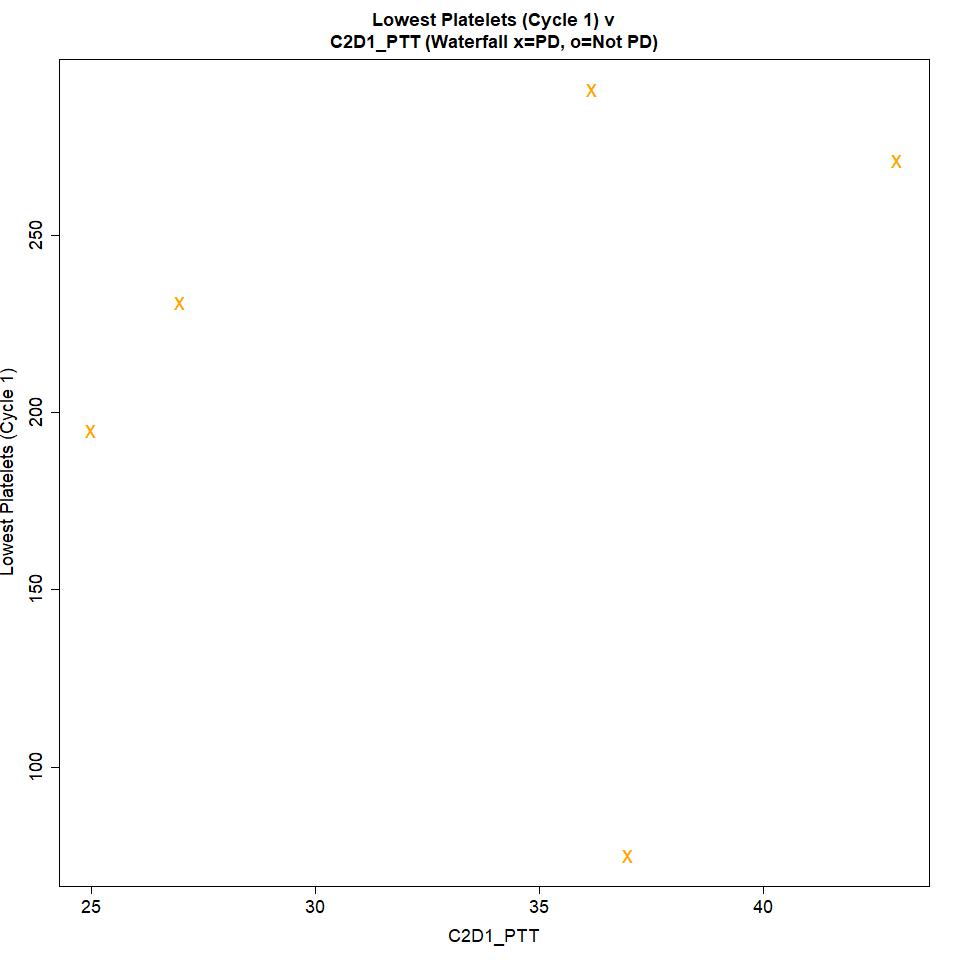 Lowest Platelets (Cycle 1) v
C2D1_PTT (Waterfall x=PD, o=Not PD)
X
X
250
X
Lowest Platelets (Cycle 1)
200
X
150
100
X
25 30 35 40
C2D1_PTT